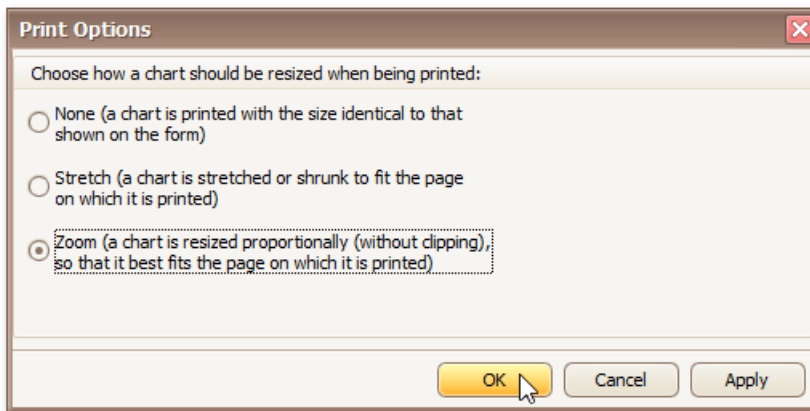 Print Options
Choose how a chart should be resized when being printed:
None (a chart is printed with the size identical to that
shown on the form)
Stretch (a chart is stretched or shrunk to fit the page
on which it is printed)
Zoom (a chart is resized proportionally (without clipping),
so that it best fits the page on which it is printed)
OK Cancel Apply